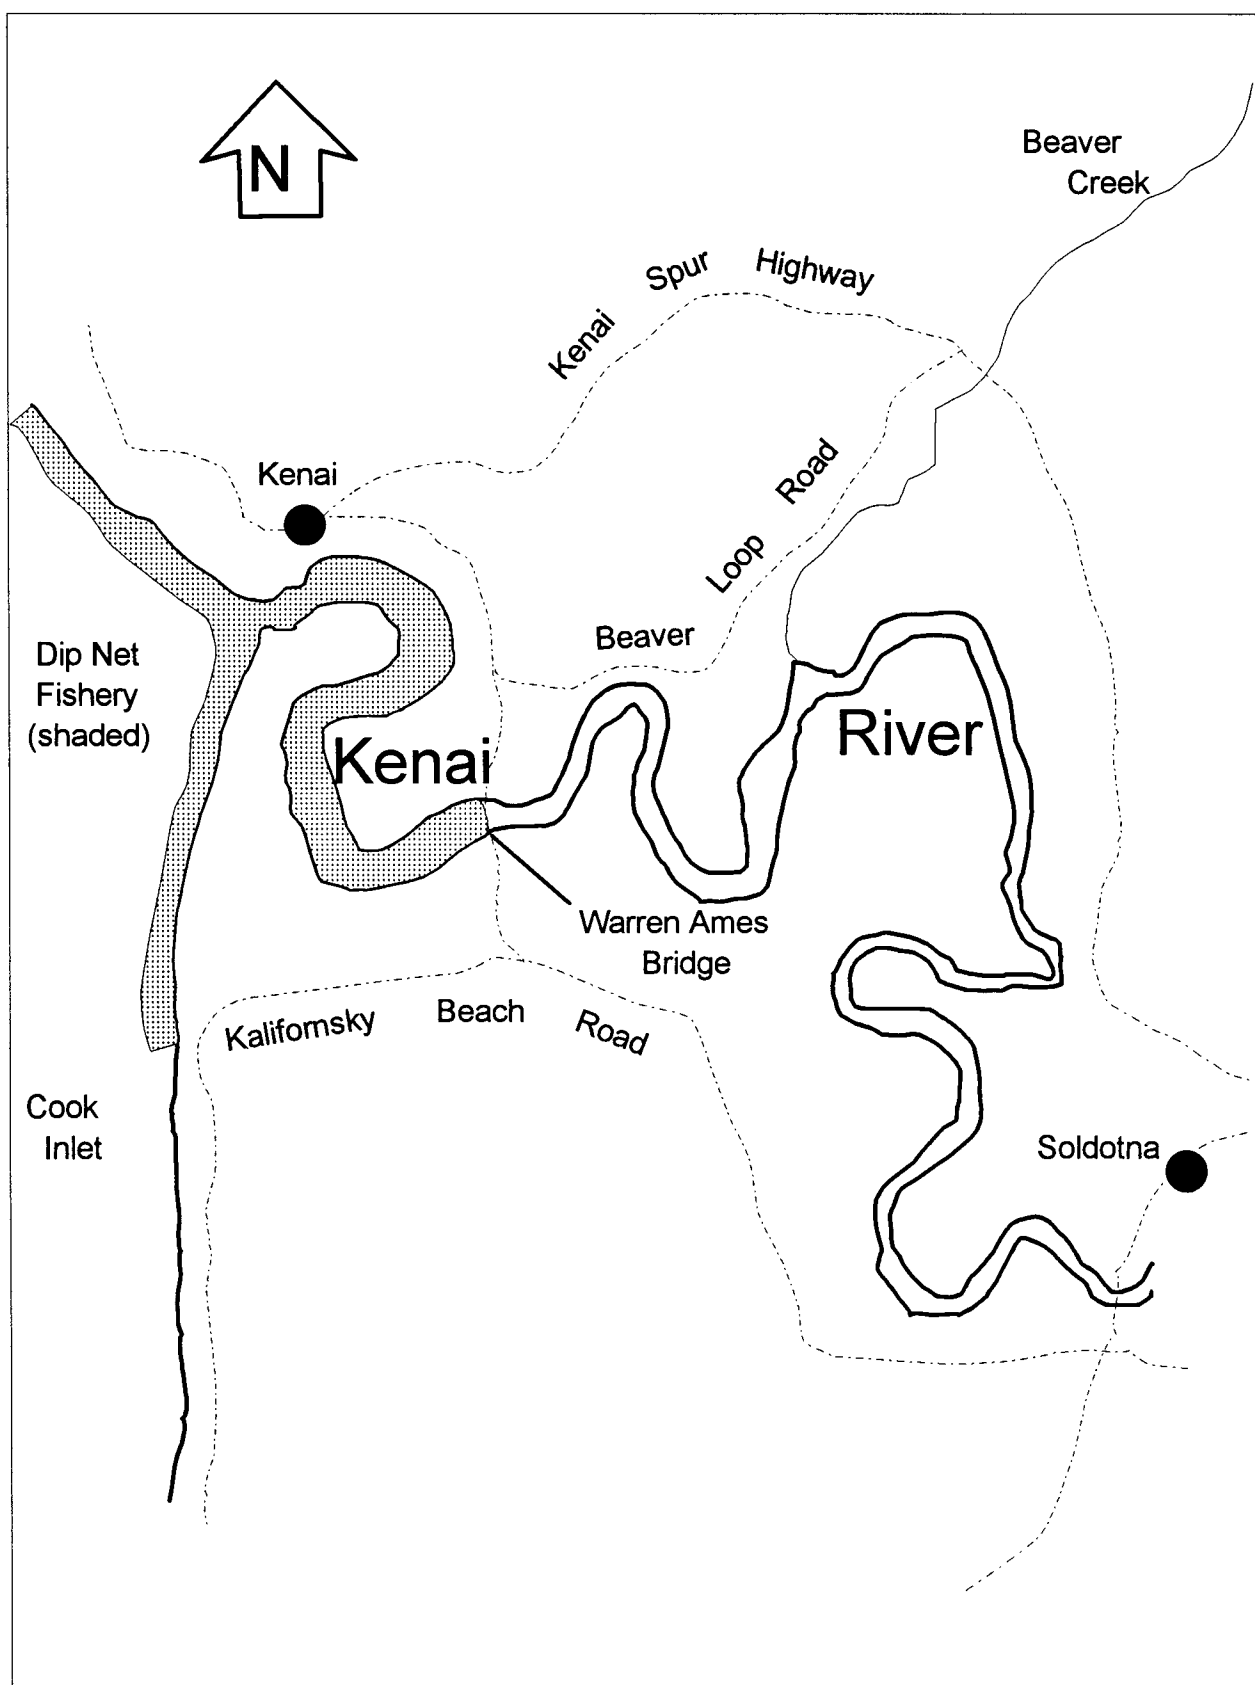 N
Beaver
Creek
Kenai Spur Highway
Kenai
Beaver Loop Road
Dip Net
Fishery
(shaded)
Kenai River
Warren Ames
Bridge
Kalifornsky Beach Road
Cook
Inlet
Soldotna